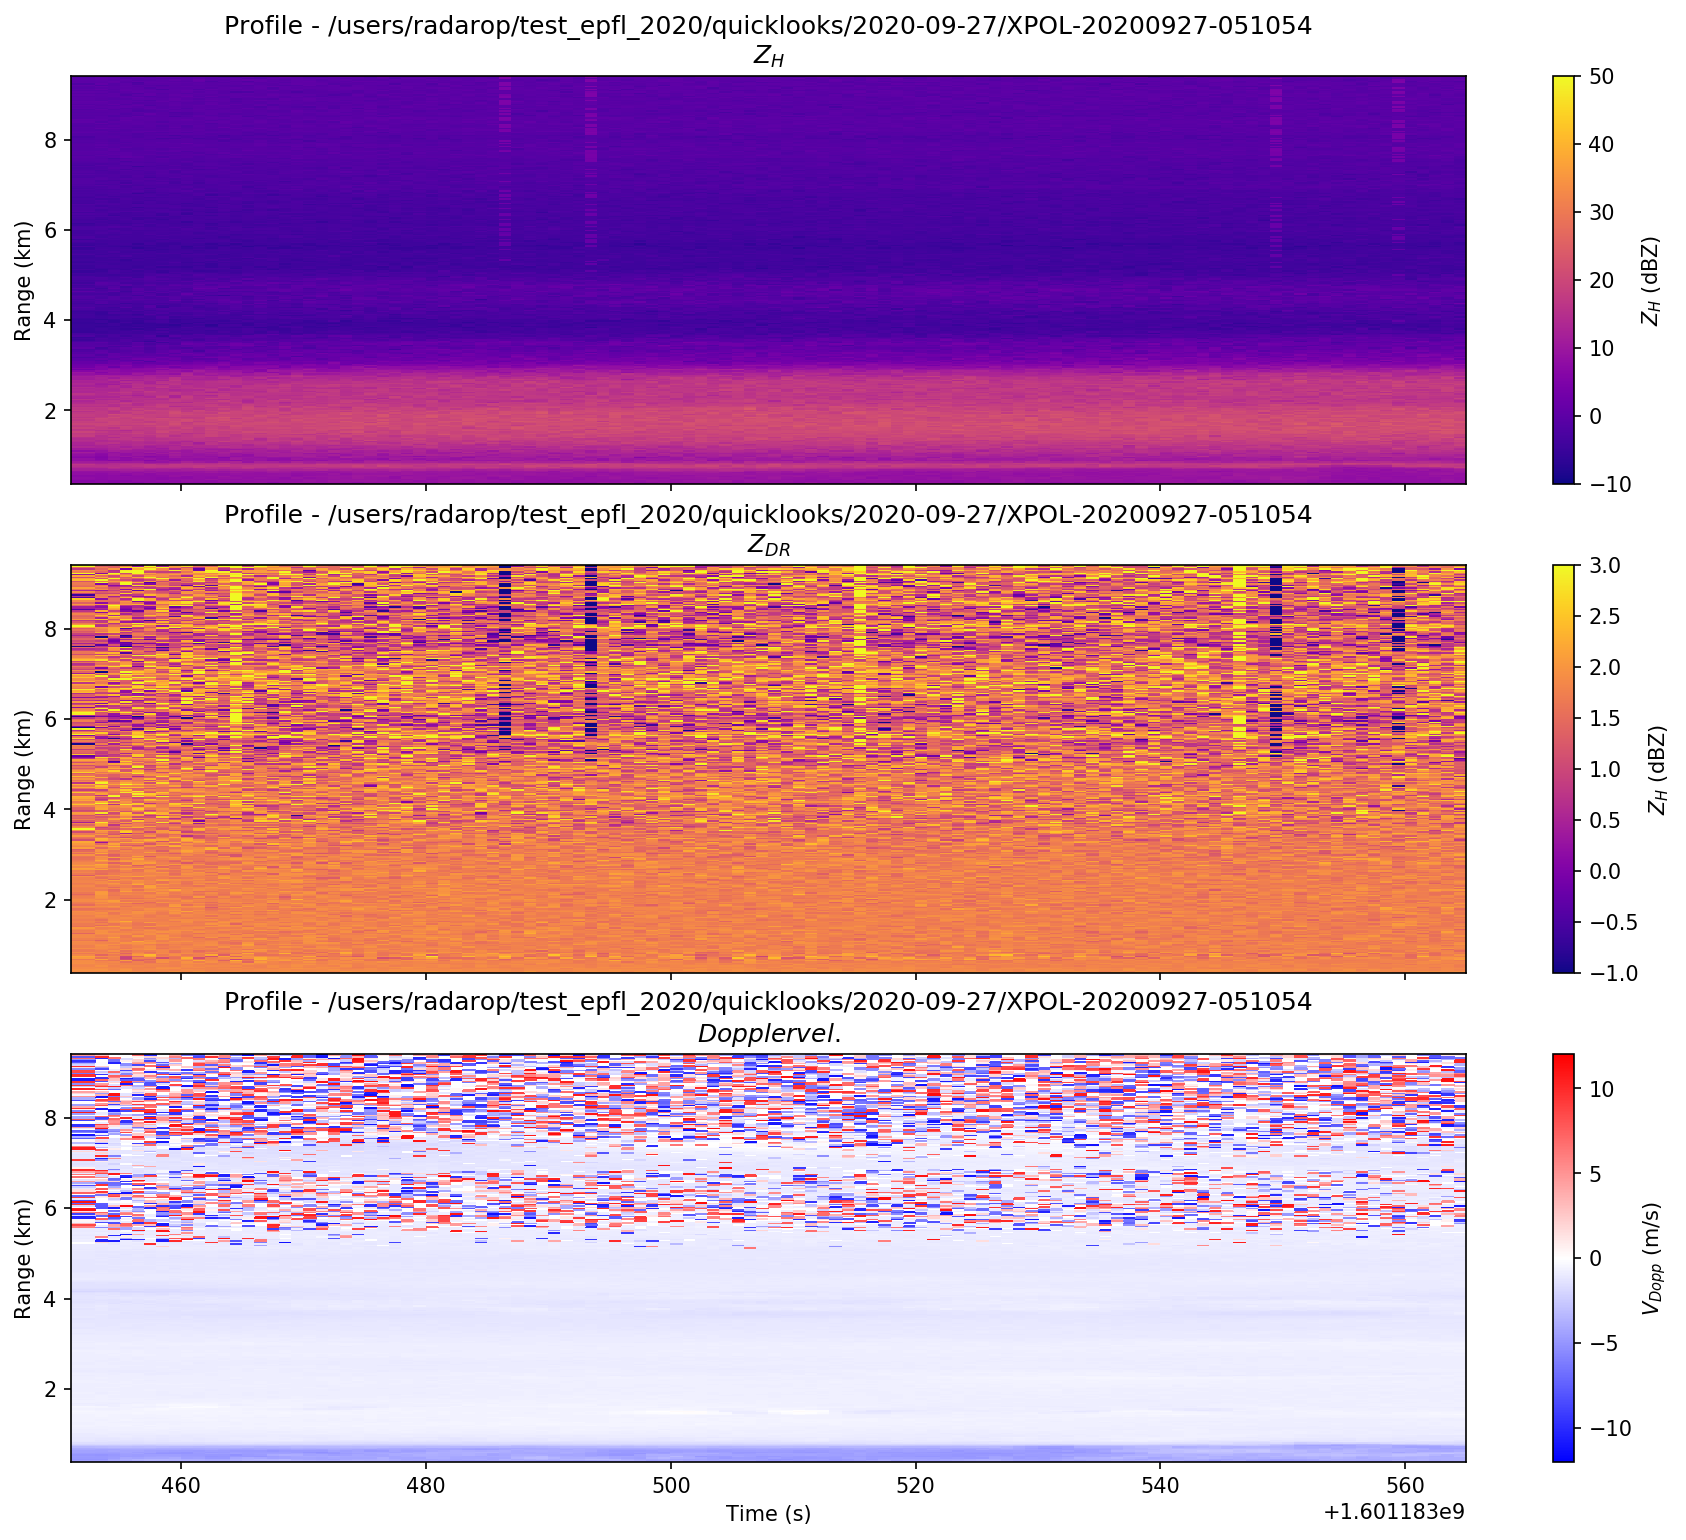 Profile - /users/radarop/test_epfl_2020/quicklooks/2020-09-27/XPOL-20200927-051054
Z_H
8
6
4
2
Range (km)
50
40
30
20
10
0
−10
Z_H (dBZ)
Profile - /users/radarop/test_epfl_2020/quicklooks/2020-09-27/XPOL-20200927-051054
Z_DR
8
6
4
2
Range (km)
3.0
2.5
2.0
1.5
1.0
0.5
0.0
−0.5
−1.0
Z_H (dBZ)
Profile - /users/radarop/test_epfl_2020/quicklooks/2020-09-27/XPOL-20200927-051054
Dopplervel.
8
6
4
2
Range (km)
10
5
0
−5
−10
V_Dopp (m/s)
460 480 500 520 540 560
Time (s)
+1.601183e9